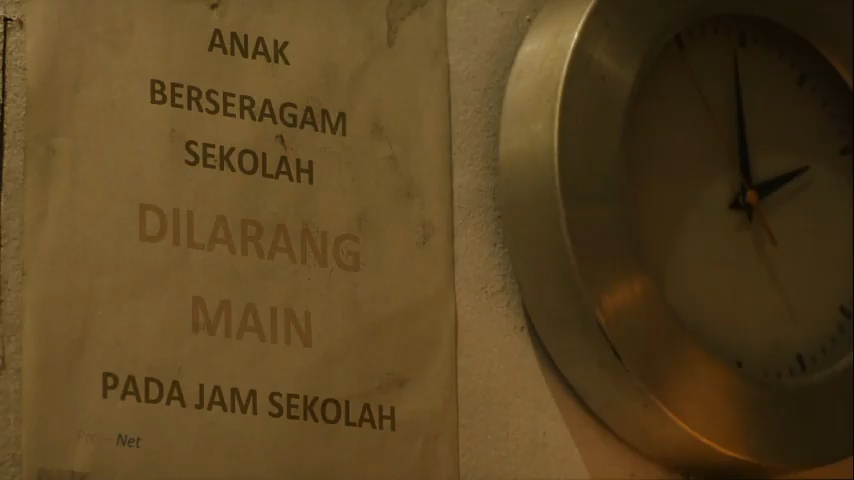 ANAK
BERSERAGAM
SEKOLAH
DILARANG
MAIN
PADA JAM SEKOLAH
Net